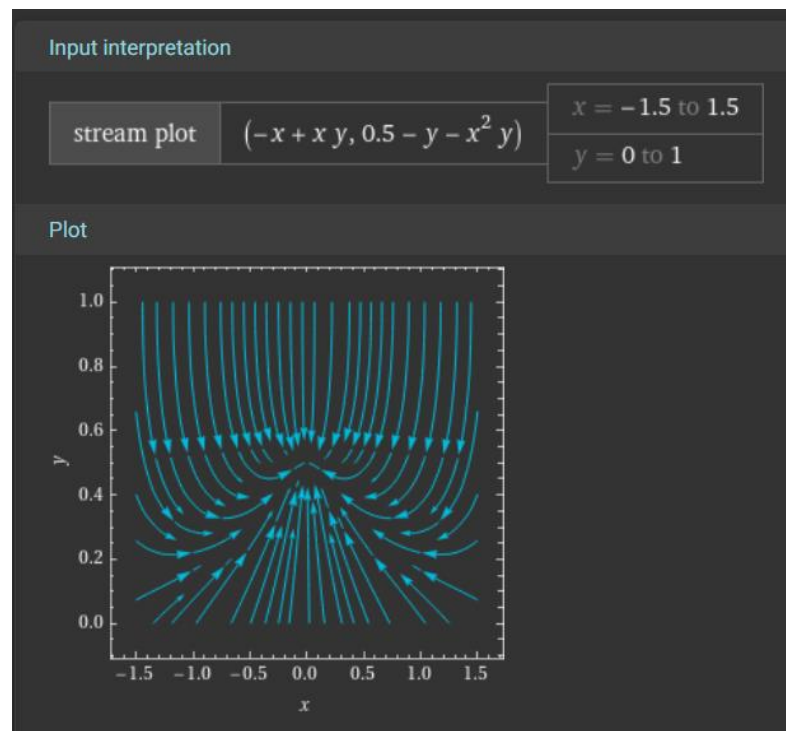 Input interpretation
stream plot (-x + x y, 0.5 - y - x² y) x = -1.5 to 1.5
y = 0 to 1
Plot
1.0
0.8
0.6
y
0.4
0.2
0.0
-1.5 -1.0 -0.5 0.0 0.5 1.0 1.5
x